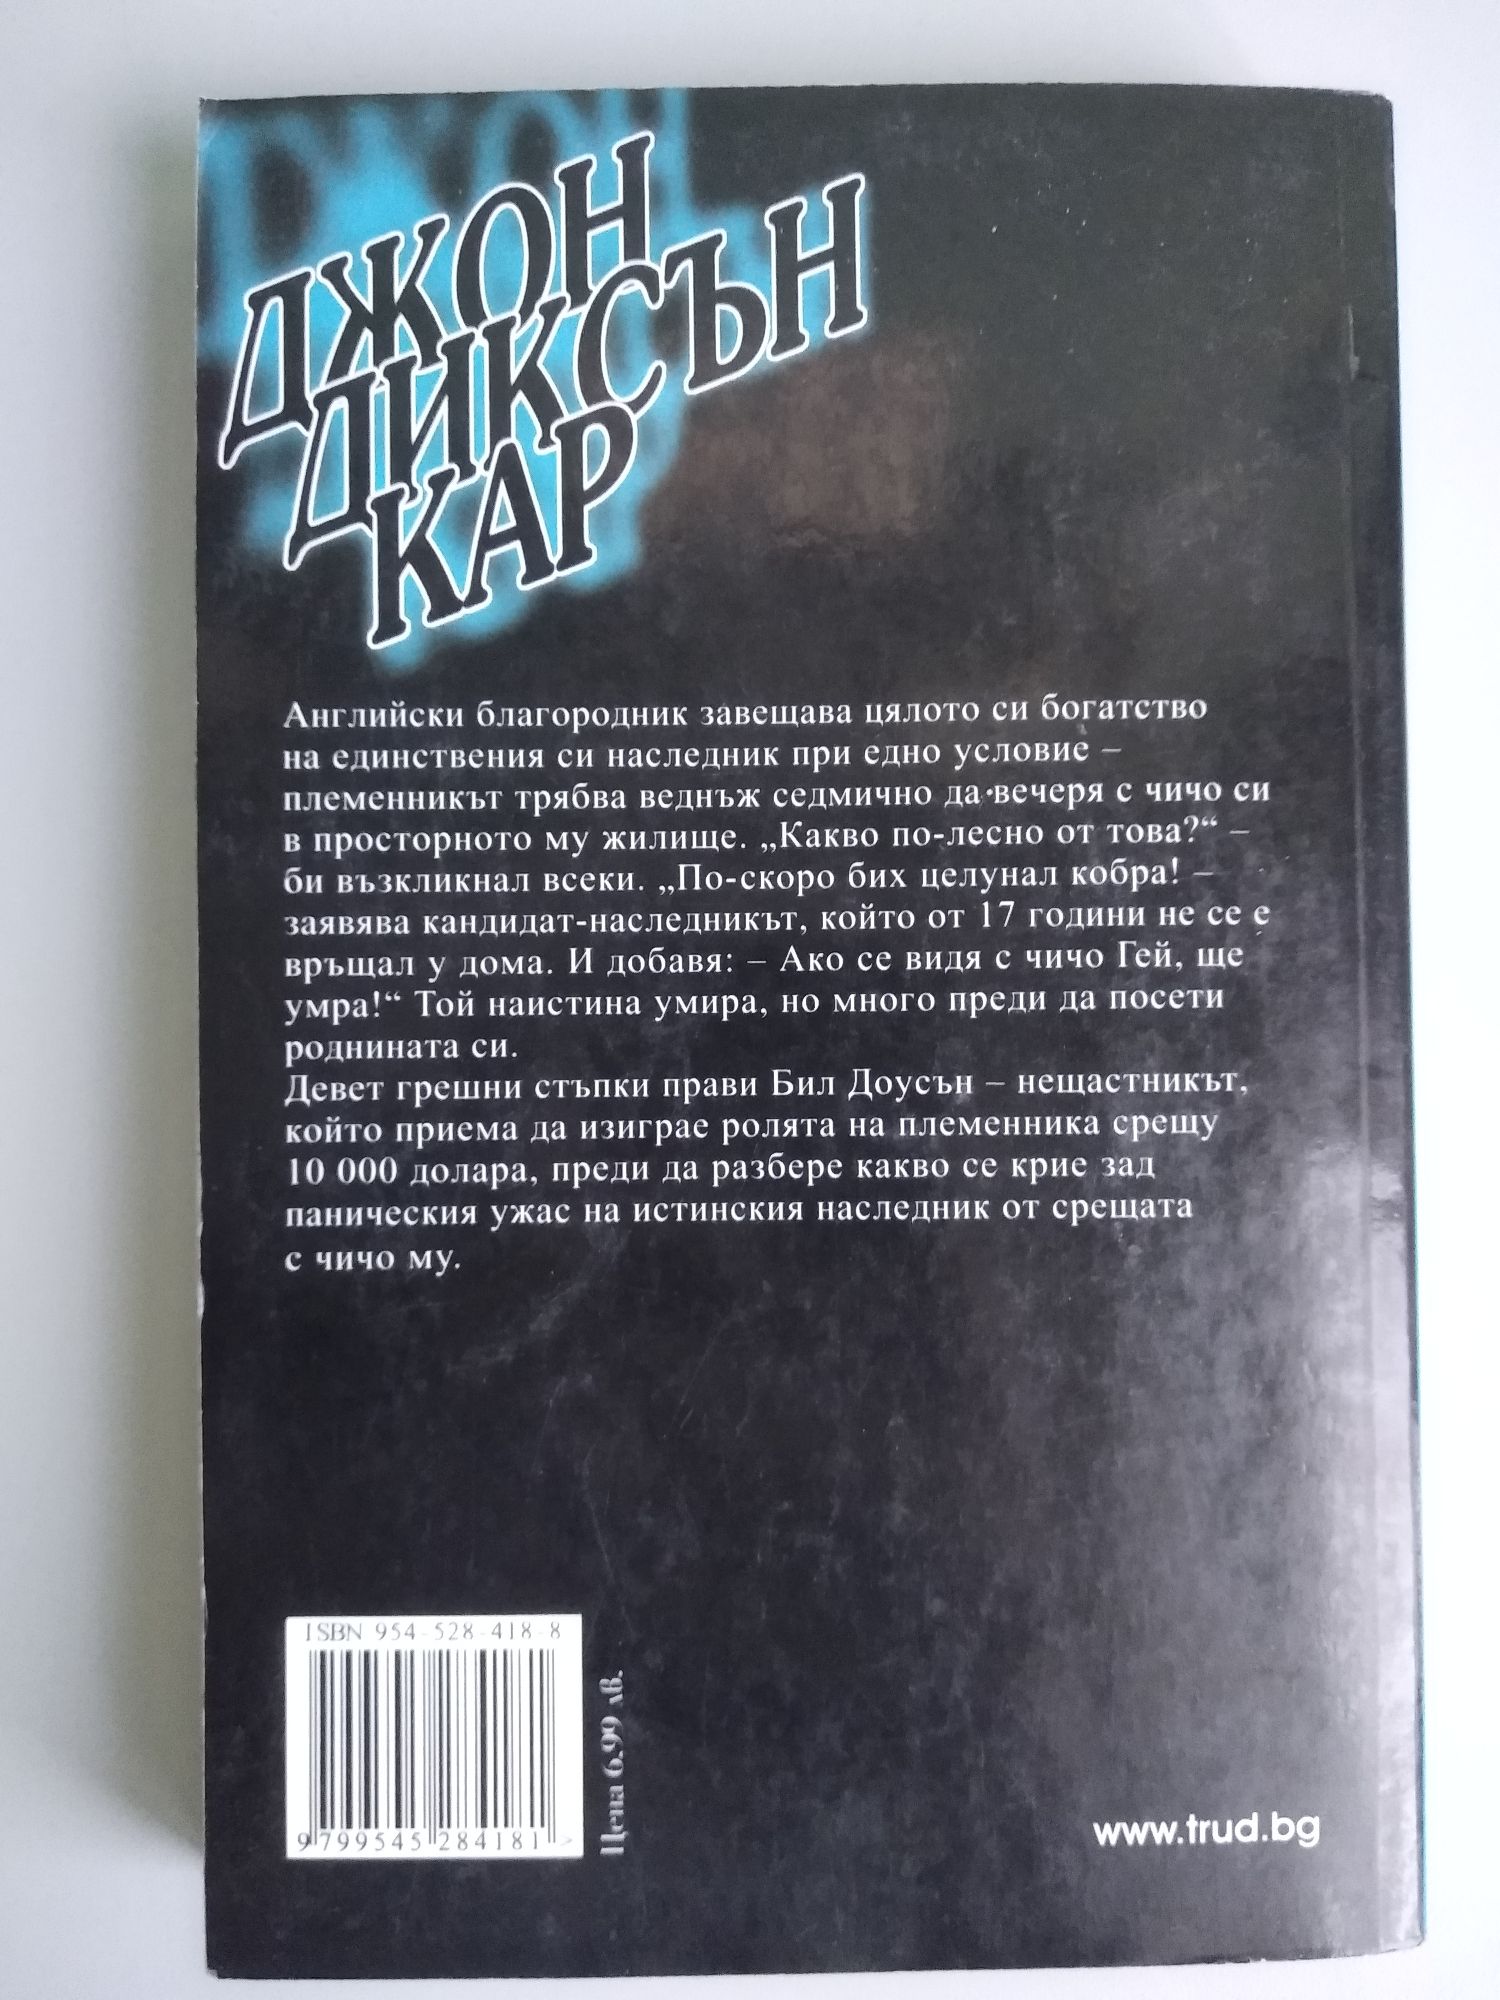 ДЖОН
ДИКСЪН
КАР
Английски благородник завещава цялото си богатство
на единствения си наследник при едно условие –
племенникът трябва веднъж седмично да вечеря с чичо си
в просторното му жилище. „Какво по-лесно от това?“ –
би възкликнал всеки. „По-скоро бих целунал кобра! –
заявява кандидат-наследникът, който от 17 години не се е
връщал у дома. И добавя: – Ако се видя с чичо Гей, ще
умра!“ Той наистина умира, но много преди да посети
роднината си.
Девет грешни стъпки прави Бил Доусън – нещастникът,
който приема да изиграе ролята на племенника срещу
10 000 долара, преди да разбере какво се крие зад
паническия ужас на истинския наследник от срещата
с чичо му.
ISBN 954-528-418-8
9 799545 284181 >
Цена 6.99 лв.
www.trud.bg